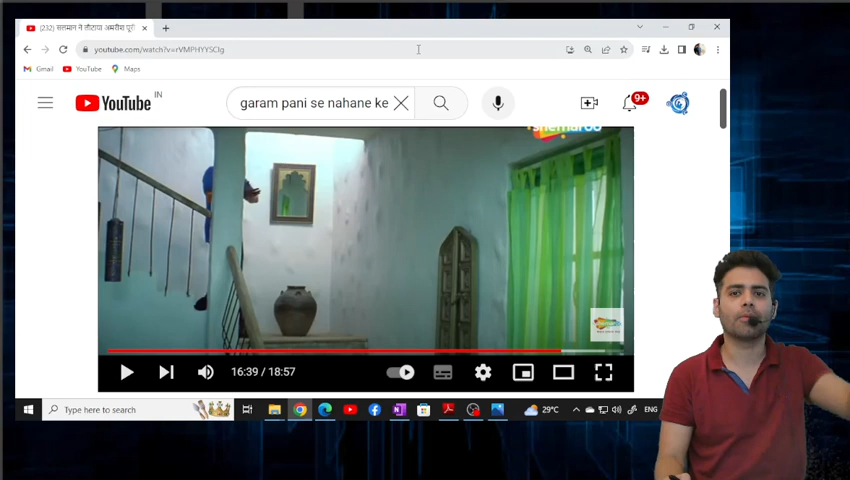 (232) सलमान ने लौटाया अमरीश पूरी
youtube.com/watch?v=rVMPHYYSCIg
Gmail YouTube Maps
YouTube IN
garam pani se nahane ke
9+
shemaroo
16:39 / 18:57
Type here to search
29°C
ENG